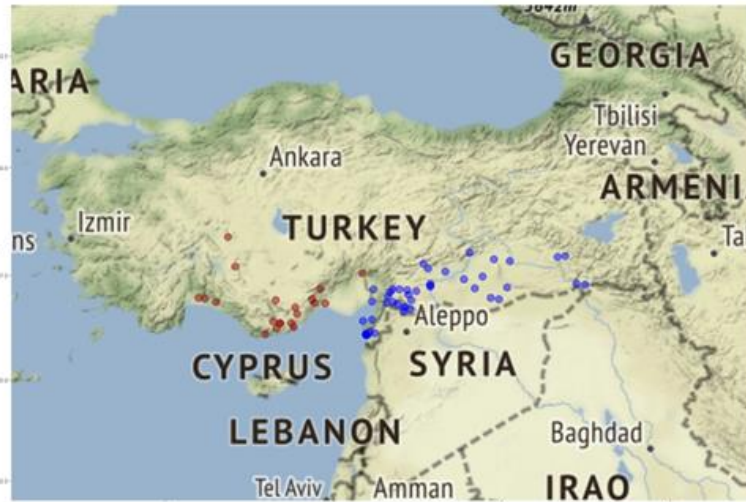 3642m
GEORGIA
ARIA
Tbilisi
Ankara
Yerevan
ARMENI
Izmir
TURKEY
ns
Ta
Aleppo
CYPRUS
SYRIA
LEBANON
Baghdad
Tel Aviv
Amman
IRAQ